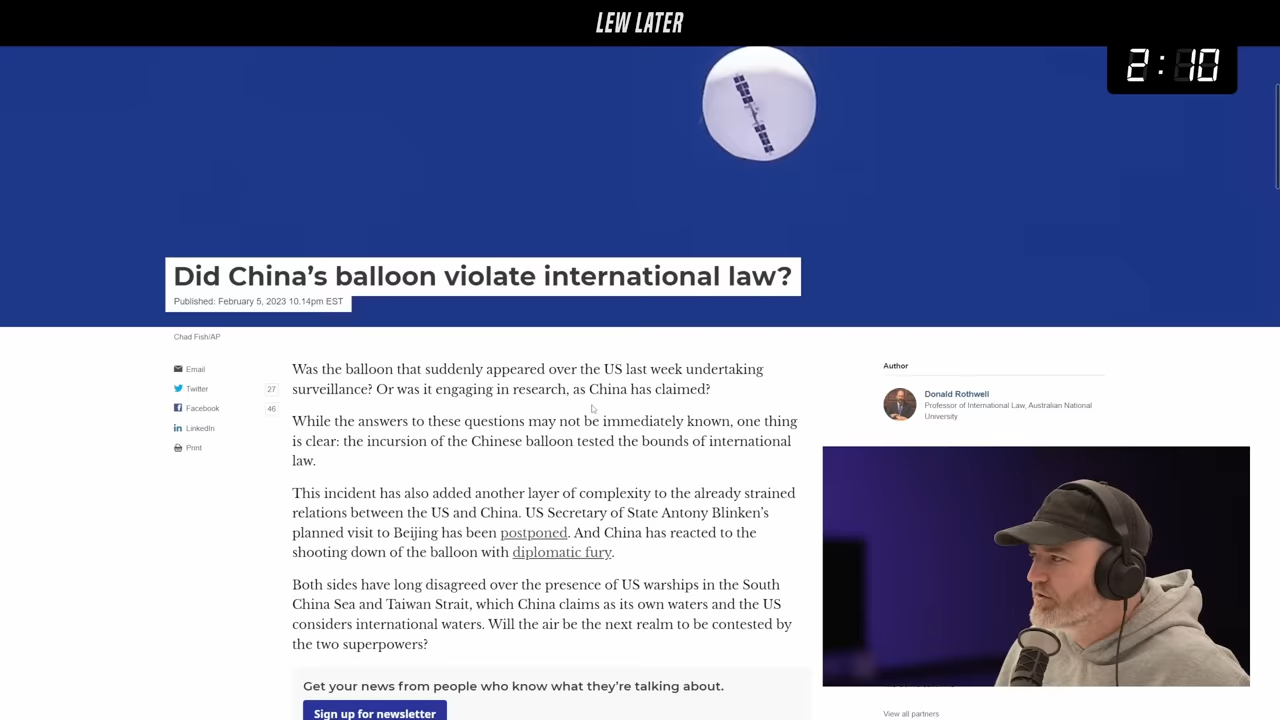 LEW LATER
2:10
Did China's balloon violate international law?
Published: February 5, 2023 10.14pm EST
Chad Fish/AP
Email
Twitter
27
Facebook
46
LinkedIn
Print
Was the balloon that suddenly appeared over the US last week undertaking
surveillance? Or was it engaging in research, as China has claimed?
While the answers to these questions may not be immediately known, one thing
is clear: the incursion of the Chinese balloon tested the bounds of international
law.
This incident has also added another layer of complexity to the already strained
relations between the US and China. US Secretary of State Antony Blinken's
planned visit to Beijing has been postponed. And China has reacted to the
shooting down of the balloon with diplomatic fury.
Both sides have long disagreed over the presence of US warships in the South
China Sea and Taiwan Strait, which China claims as its own waters and the US
considers international waters. Will the air be the next realm to be contested by
the two superpowers?
Get your news from people who know what they're talking about.
Sign up for newsletter
Author
Donald Rothwell
Professor of International Law, Australian National
University
View all partners